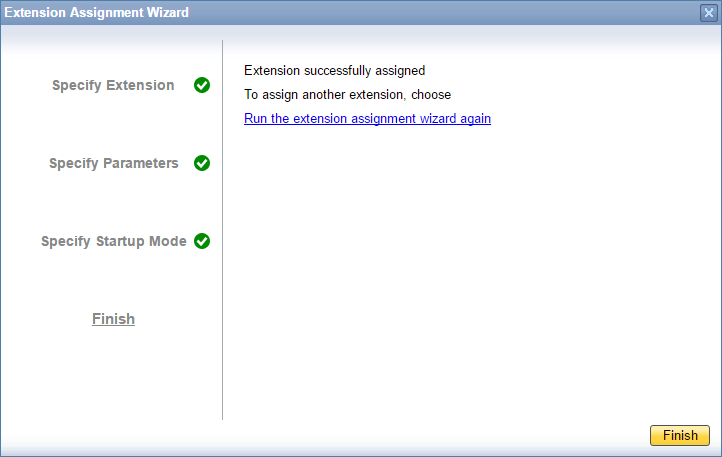 Extension Assignment Wizard
Specify Extension
Specify Parameters
Specify Startup Mode
Finish
Extension successfully assigned
To assign another extension, choose
Run the extension assignment wizard again
Finish